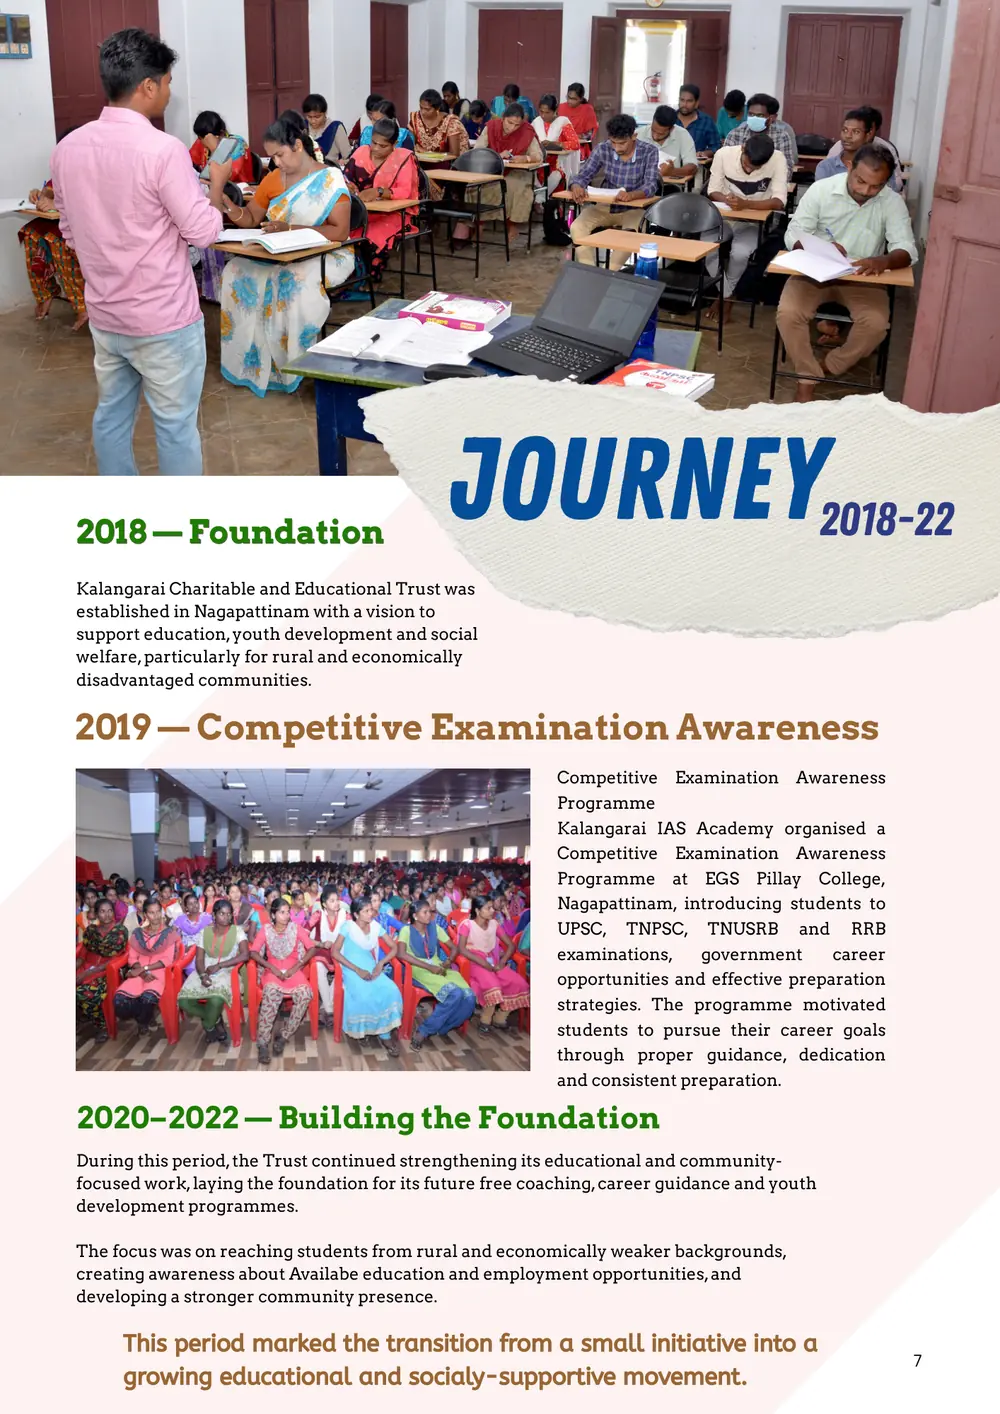 TNPSC
JOURNEY
2018-22
2018 — Foundation
Kalangarai Charitable and Educational Trust was
established in Nagapattinam with a vision to
support education, youth development and social
welfare, particularly for rural and economically
disadvantaged communities.
2019 — Competitive Examination Awareness
Competitive Examination Awareness
Programme
Kalangarai IAS Academy organised a
Competitive Examination Awareness
Programme at EGS Pillay College,
Nagapattinam, introducing students to
UPSC, TNPSC, TNUSRB and RRB
examinations, government career
opportunities and effective preparation
strategies. The programme motivated
students to pursue their career goals
through proper guidance, dedication
and consistent preparation.
2020–2022 — Building the Foundation
During this period, the Trust continued strengthening its educational and community-
focused work, laying the foundation for its future free coaching, career guidance and youth
development programmes.
The focus was on reaching students from rural and economically weaker backgrounds,
creating awareness about Availabe education and employment opportunities, and
developing a stronger community presence.
This period marked the transition from a small initiative into a
growing educational and socialy-supportive movement.
7